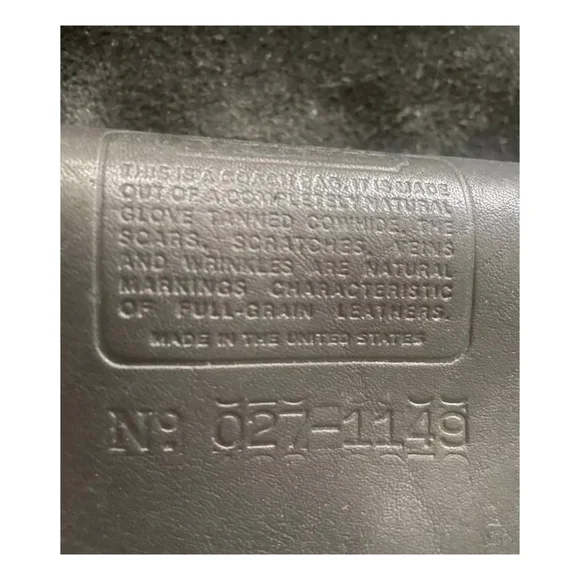 THIS IS A COACH BAG. IT IS MADE
OUT OF A COMPLETELY NATURAL
GLOVE TANNED COWHIDE. THE
SCARS, SCRATCHES, VEINS
AND WRINKLES ARE NATURAL
MARKINGS CHARACTERISTIC
OF FULL-GRAIN LEATHERS.
MADE IN THE UNITED STATES
No 027-1149